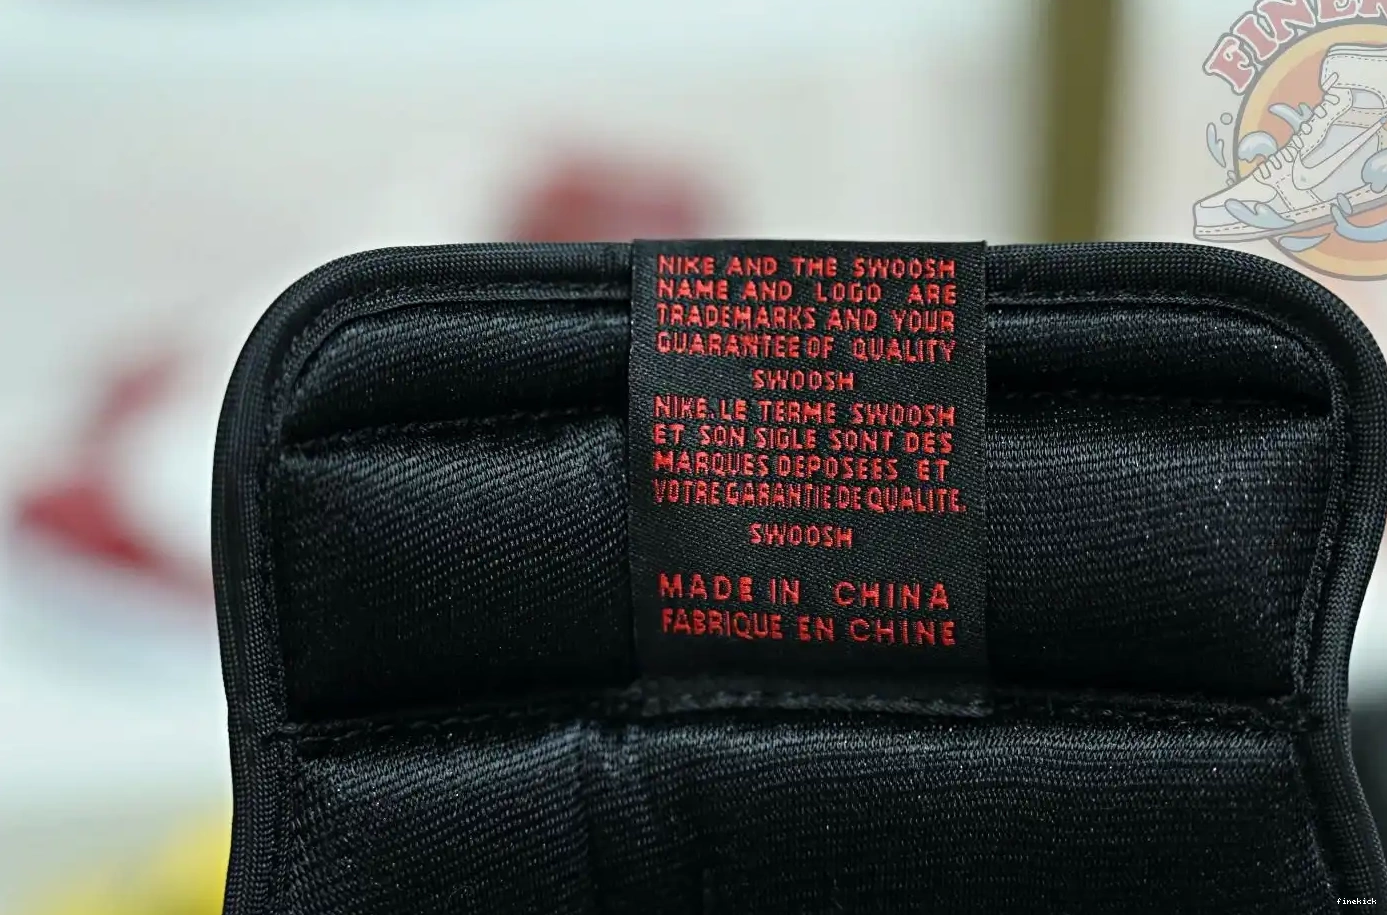 NIKE AND THE SWOOSH
NAME AND LOGO ARE
TRADEMARKS AND YOUR
GUARANTEE OF QUALITY
SWOOSH
NIKE. LE TERME SWOOSH
ET SON SIGLE SONT DES
MARQUES DEPOSEES ET
VOTRE GARANTIE DE QUALITE.
SWOOSH
MADE IN CHINA
FABRIQUE EN CHINE
finekick